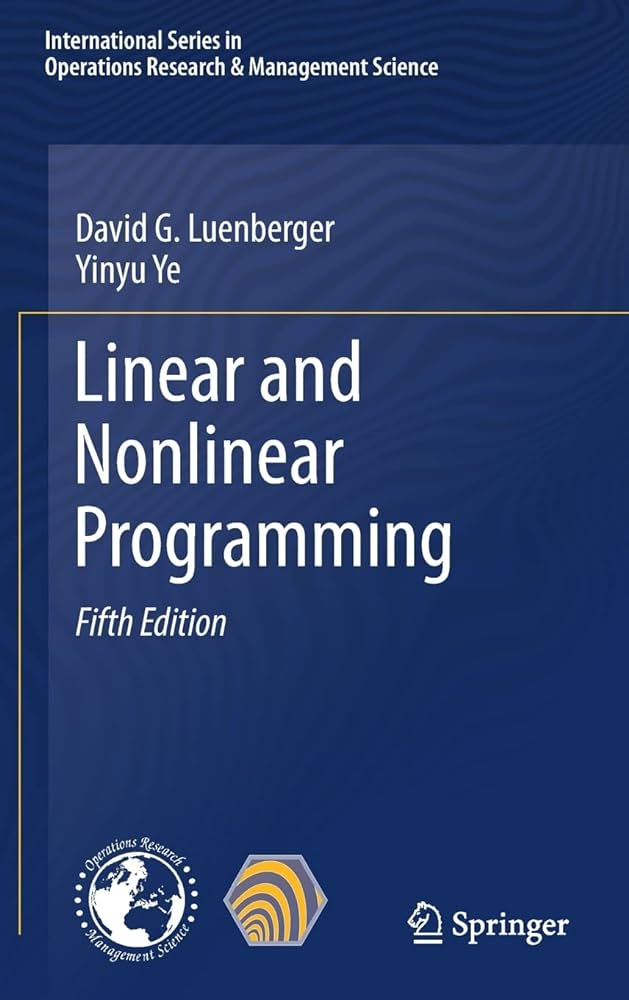 International Series in
Operations Research & Management Science
David G. Luenberger
Yinyu Ye
Linear and
Nonlinear
Programming
Fifth Edition
Operations Research
Management Science
Springer